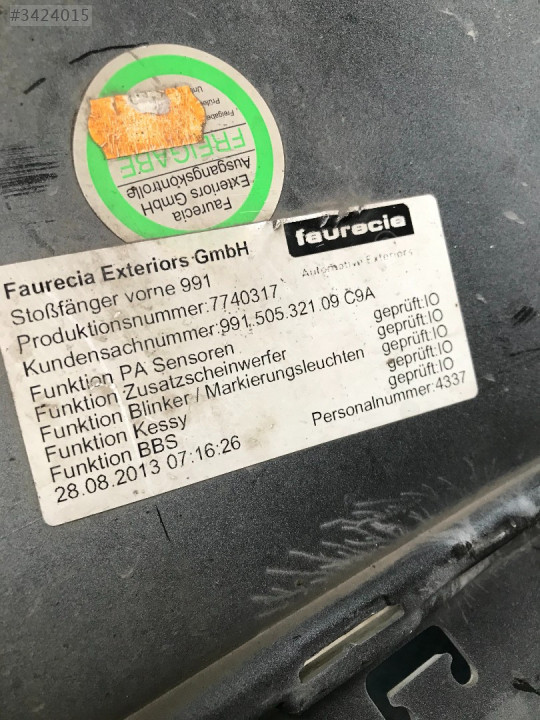 #3424015
Faurecia
Exteriors GmbH
Ausgangskontrolle
FREIGABE
faurecia
Automotive Exteriors
Faurecia Exteriors GmbH
Stoßfänger vorne 991
Produktionsnummer:7740317
Kundensachnummer:991.505.321.09 C9A
Funktion PA Sensoren geprüft:IO
Funktion Zusatzscheinwerfer geprüft:IO
Funktion Blinker / Markierungsleuchten geprüft:IO
Funktion Kessy geprüft:IO
Funktion BBS geprüft:IO
28.08.2013 07:16:26 Personalnummer:4337